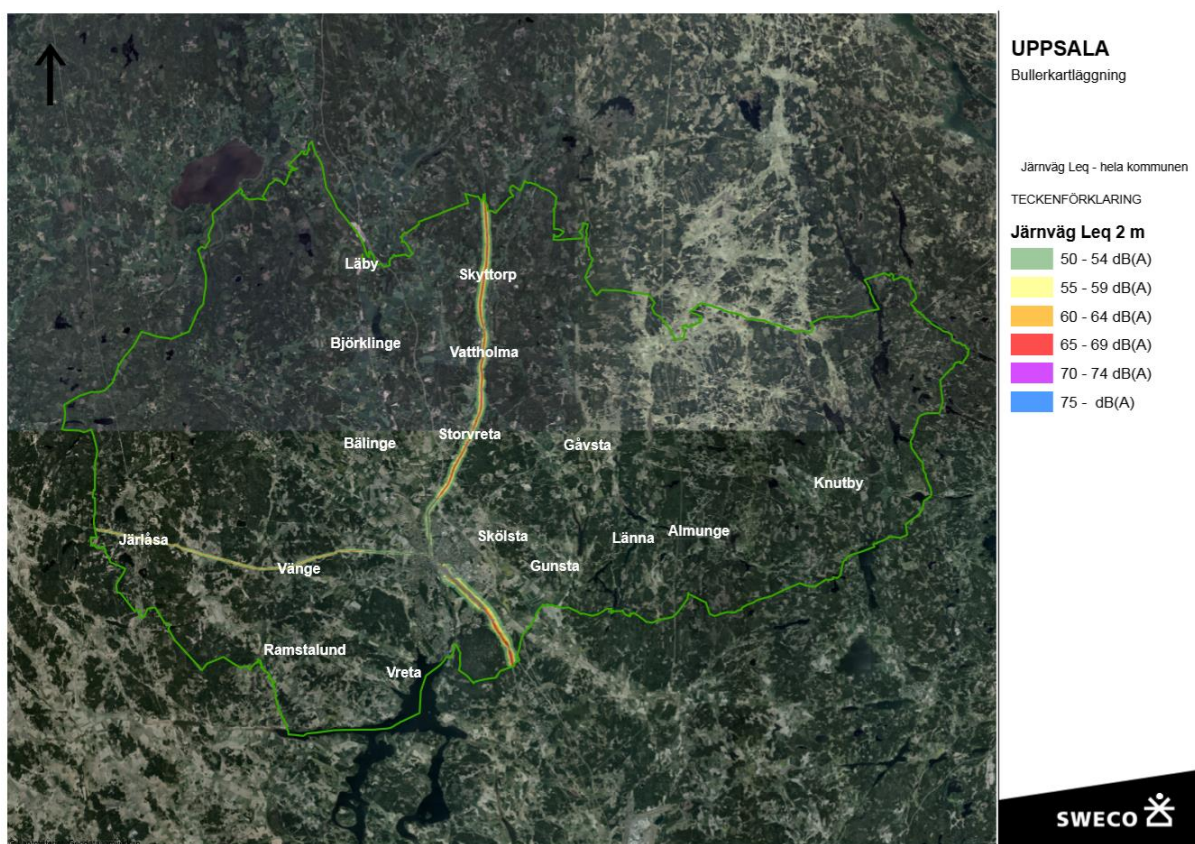 UPPSALA
Bullerkartläggning
Järnväg Leq - hela kommunen
TECKENFÖRKLARING
Järnväg Leq 2 m
50 - 54 dB(A)
55 - 59 dB(A)
60 - 64 dB(A)
65 - 69 dB(A)
70 - 74 dB(A)
75 - dB(A)
Läby
Skyttorp
Björklinge
Vattholma
Storvreta
Bälinge
Gåvsta
Knutby
Almunge
Skölsta
Länna
Järlåsa
Gunsta
Vänge
Ramstalund
Vreta
SWECO